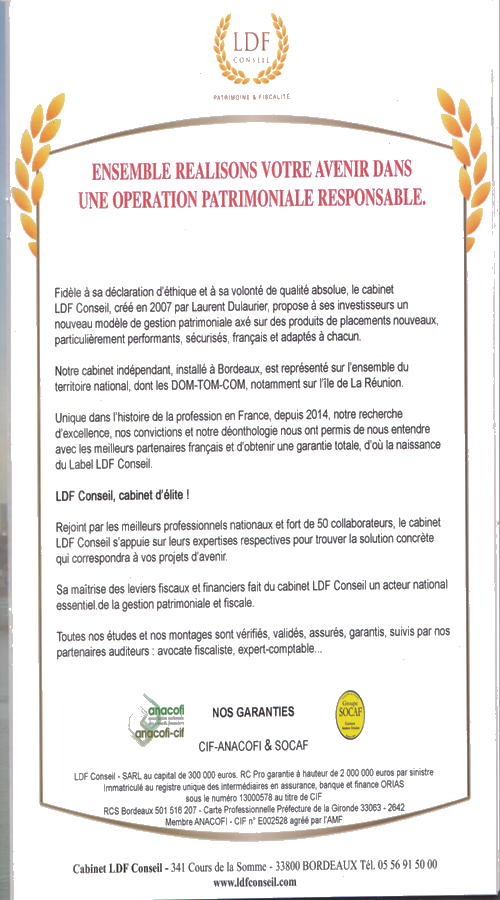 LDF
CONSEIL
PATRIMOINE & FISCALITÉ
ENSEMBLE REALISONS VOTRE AVENIR DANS
UNE OPERATION PATRIMONIALE RESPONSABLE.
Fidèle à sa déclaration d'éthique et à sa volonté de qualité absolue, le cabinet
LDF Conseil, créé en 2007 par Laurent Dulaurier, propose à ses investisseurs un
nouveau modèle de gestion patrimoniale axé sur des produits de placements nouveaux,
particulièrement performants, sécurisés, français et adaptés à chacun.
Notre cabinet indépendant, installé à Bordeaux, est représenté sur l'ensemble du
territoire national, dont les DOM-TOM-COM, notamment sur l'île de La Réunion.
Unique dans l'histoire de la profession en France, depuis 2014, notre recherche
d'excellence, nos convictions et notre déonthologie nous ont permis de nous entendre
avec les meilleurs partenaires français et d'obtenir une garantie totale, d'où la naissance
du Label LDF Conseil.
LDF Conseil, cabinet d'élite !
Rejoint par les meilleurs professionnels nationaux et fort de 50 collaborateurs, le cabinet
LDF Conseil s'appuie sur leurs expertises respectives pour trouver la solution concrète
qui correspondra à vos projets d'avenir.
Sa maîtrise des leviers fiscaux et financiers fait du cabinet LDF Conseil un acteur national
essentiel de la gestion patrimoniale et fiscale.
Toutes nos études et nos montages sont vérifiés, validés, assurés, garantis, suivis par nos
partenaires auditeurs : avocate fiscaliste, expert-comptable...
anacofi
anacofi-cif
NOS GARANTIES
Groupe
SOCAF
CIF-ANACOFI & SOCAF
LDF Conseil - SARL au capital de 300 000 euros. RC Pro garantie à hauteur de 2 000 000 euros par sinistre
Immatriculé au registre unique des intermédiaires en assurance, banque et finance ORIAS
sous le numéro 13000578 au titre de CIF
RCS Bordeaux 501 516 207 - Carte Professionnelle Préfecture de la Gironde 33063 - 2642
Membre ANACOFI - CIF n° E002528 agréé par l'AMF
Cabinet LDF Conseil - 341 Cours de la Somme - 33800 BORDEAUX Tél. 05 56 91 50 00
www.ldfconseil.com